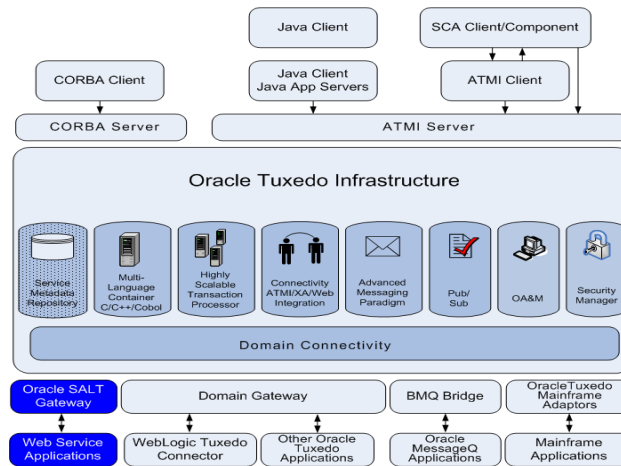 Java Client
SCA Client/Component
CORBA Client
Java Client
Java App Servers
ATMI Client
CORBA Server
ATMI Server
Oracle Tuxedo Infrastructure
Service
Metadata
Repository
Multi-
Language
Container
C/C++/Cobol
Highly
Scalable
Transaction
Processor
Connectivity
ATMI/XA/Web
Integration
Advanced
Messaging
Paradigm
Pub/
Sub
OA&M
Security
Manager
Domain Connectivity
Oracle SALT
Gateway
Domain Gateway
BMQ Bridge
OracleTuxedo
Mainframe
Adaptors
Web Service
Applications
WebLogic Tuxedo
Connector
Other Oracle
Tuxedo
Applications
Oracle
MessageQ
Applications
Mainframe
Applications